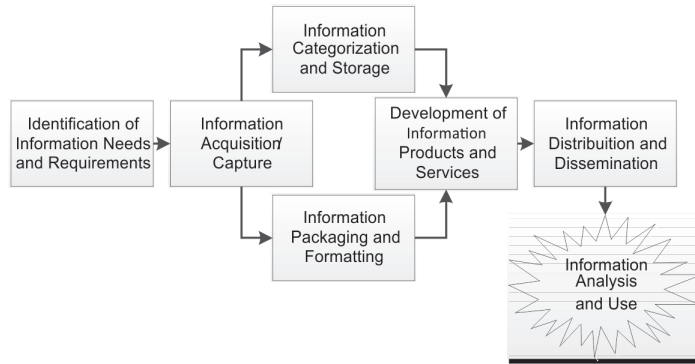 Information
Categorization
and Storage
Identification of
Information Needs
and Requirements
Information
Acquisition/
Capture
Development of
Information
Products and
Services
Information
Distribuition and
Dissemination
Information
Packaging and
Formatting
Information
Analysis
and Use